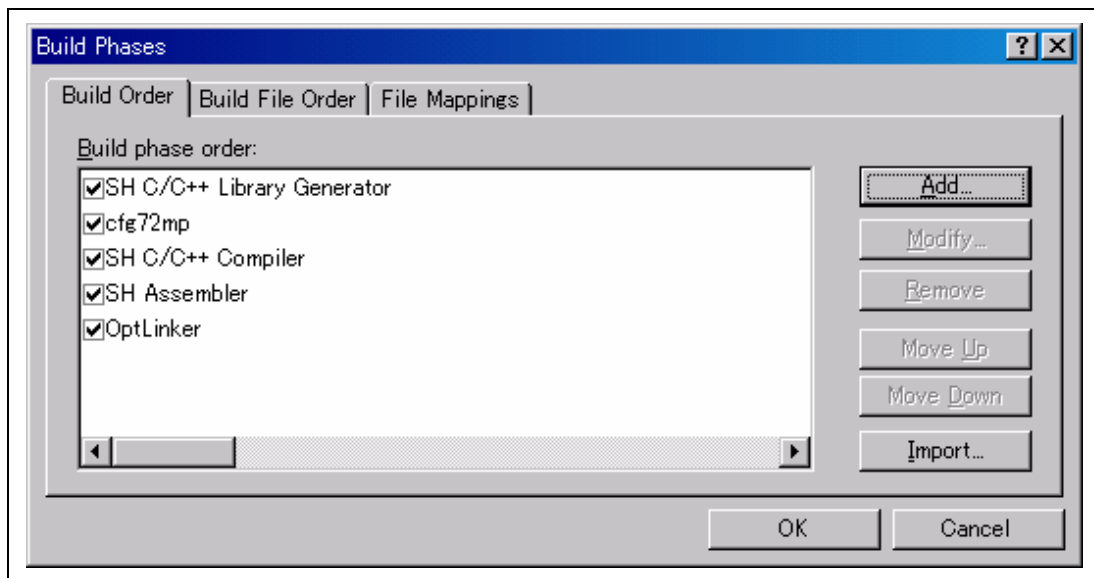 Build Phases
Build Order
Build File Order
File Mappings
Build phase order:
SH C/C++ Library Generator
cfg72mp
SH C/C++ Compiler
SH Assembler
OptLinker
Add...
Modify...
Remove
Move Up
Move Down
Import...
OK
Cancel